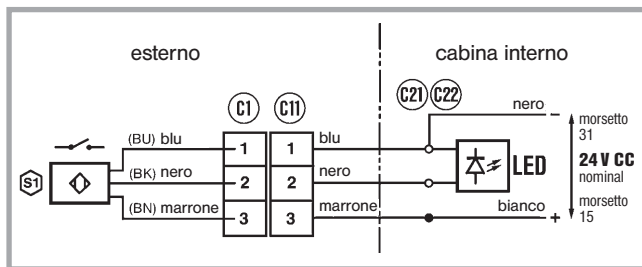 esterno
cabina interno
C1
C11
C21 C22
nero −
morsetto
31
(BU) blu
1
1
blu
S1
(BK) nero
2
2
nero
LED
24 V CC
nominal
(BN) marrone
3
3
marrone
bianco +
morsetto
15